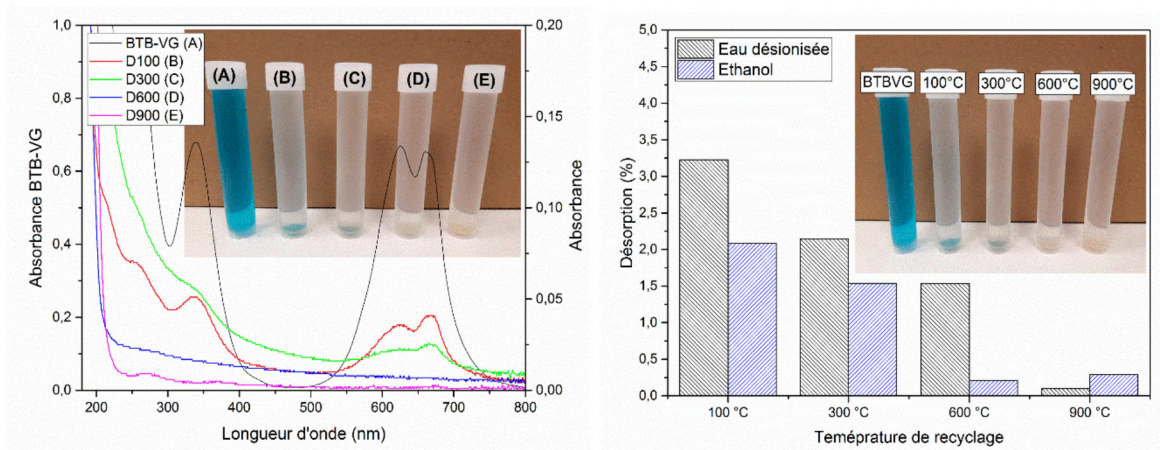 1,0
0,8
0,6
0,4
0,2
0,0
Absorbance BTB-VG
BTB-VG (A)
D100 (B)
D300 (C)
D600 (D)
D900 (E)
(A)
(B)
(C)
(D)
(E)
0,20
0,15
0,10
0,05
0,00
Absorbance
200
300
400
500
600
700
800
Longueur d'onde (nm)
5,0
4,5
4,0
3,5
3,0
2,5
2,0
1,5
1,0
0,5
0,0
Désorption (%)
Eau désionisée
Ethanol
BTBVG
100°C
300°C
600°C
900°C
100 °C
300 °C
600 °C
900 °C
Teméprature de recyclage